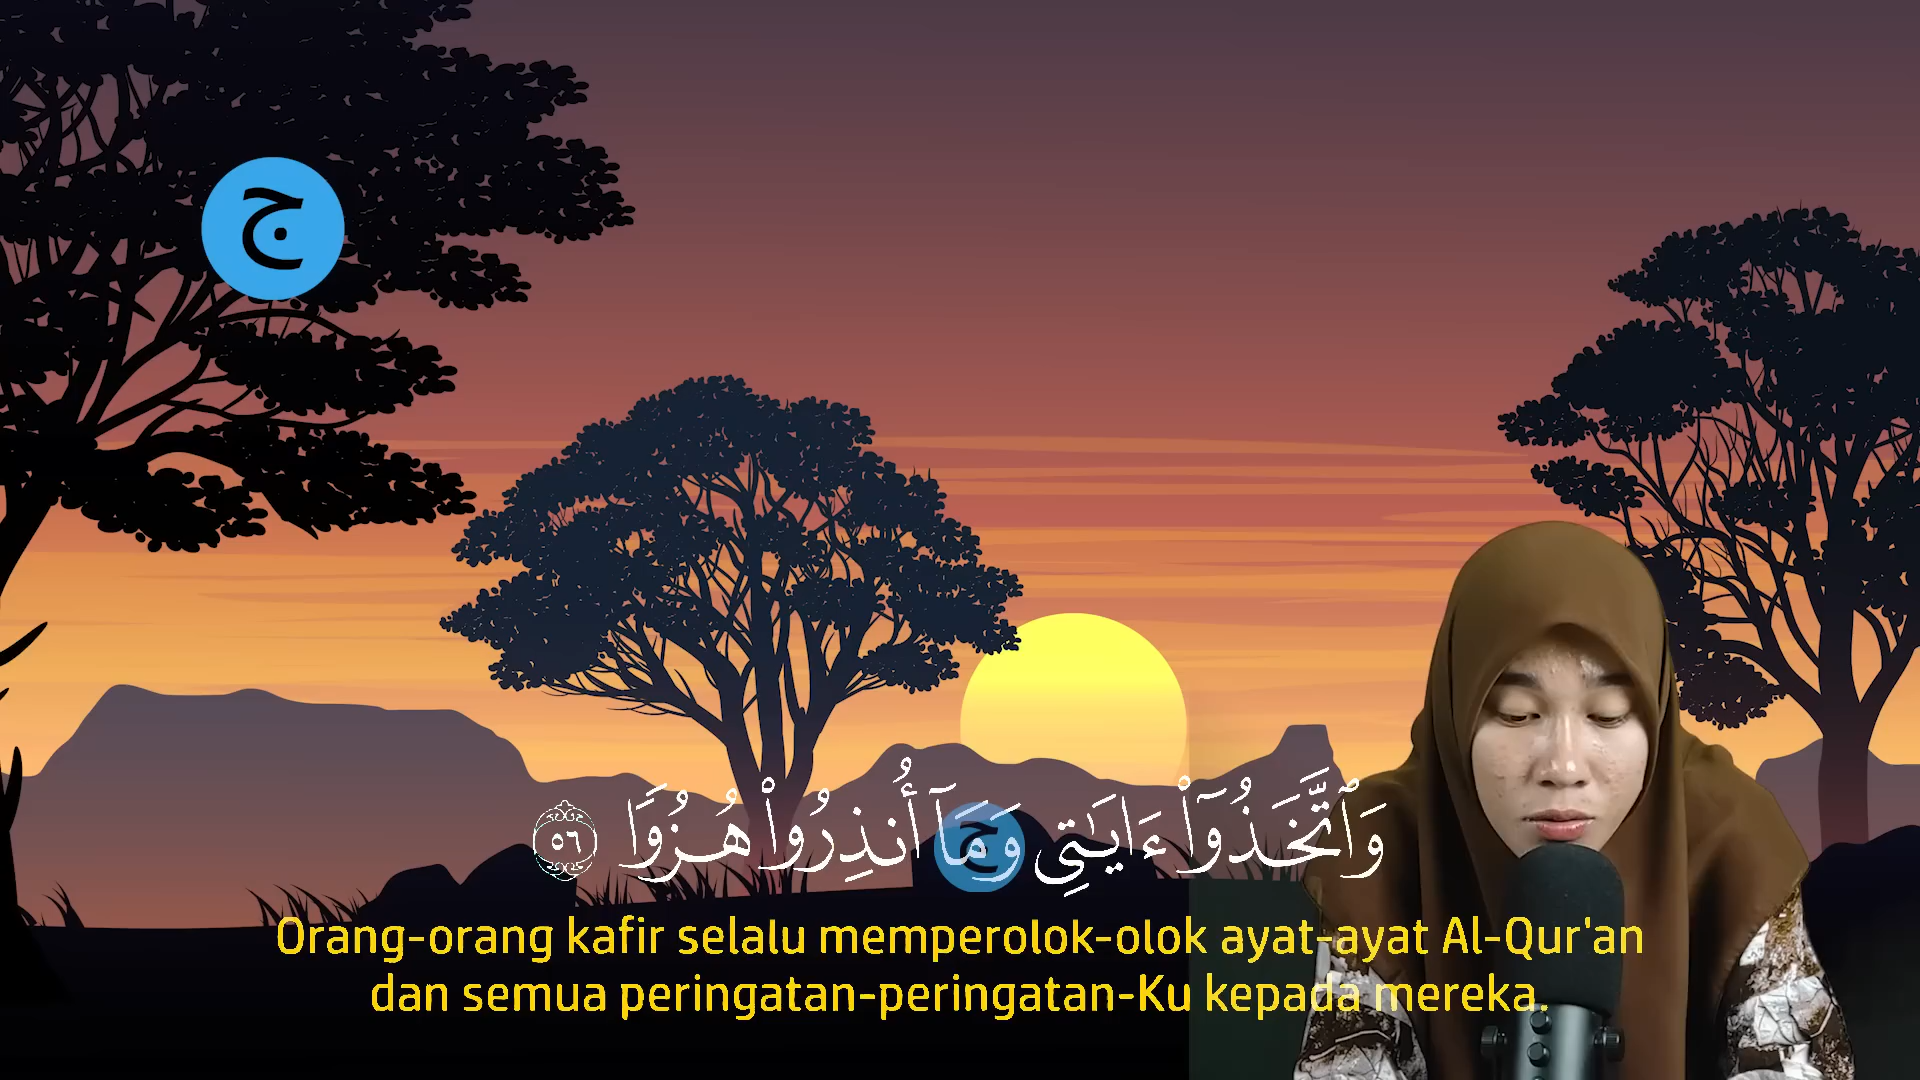 ج
وَٱتَّخَذُوٓا۟ ءَايَـٰتِى وَمَآ أُنذِرُوا۟ هُزُوًا ٥٦
ج
Orang-orang kafir selalu memperolok-olok ayat-ayat Al-Qur'an
dan semua peringatan-peringatan-Ku kepada mereka.